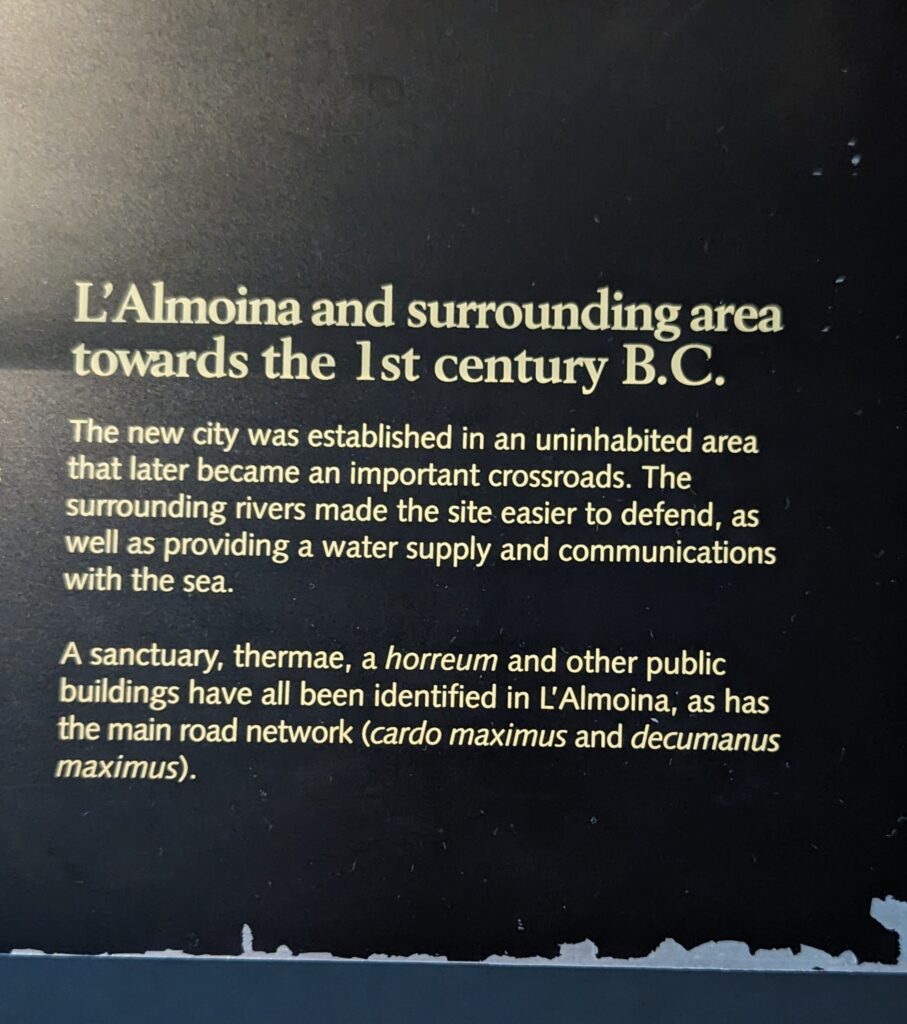 L'Almoina and surrounding area
towards the 1st century B.C.
The new city was established in an uninhabited area
that later became an important crossroads. The
surrounding rivers made the site easier to defend, as
well as providing a water supply and communications
with the sea.
A sanctuary, thermae, a horreum and other public
buildings have all been identified in L'Almoina, as has
the main road network (cardo maximus and decumanus
maximus).